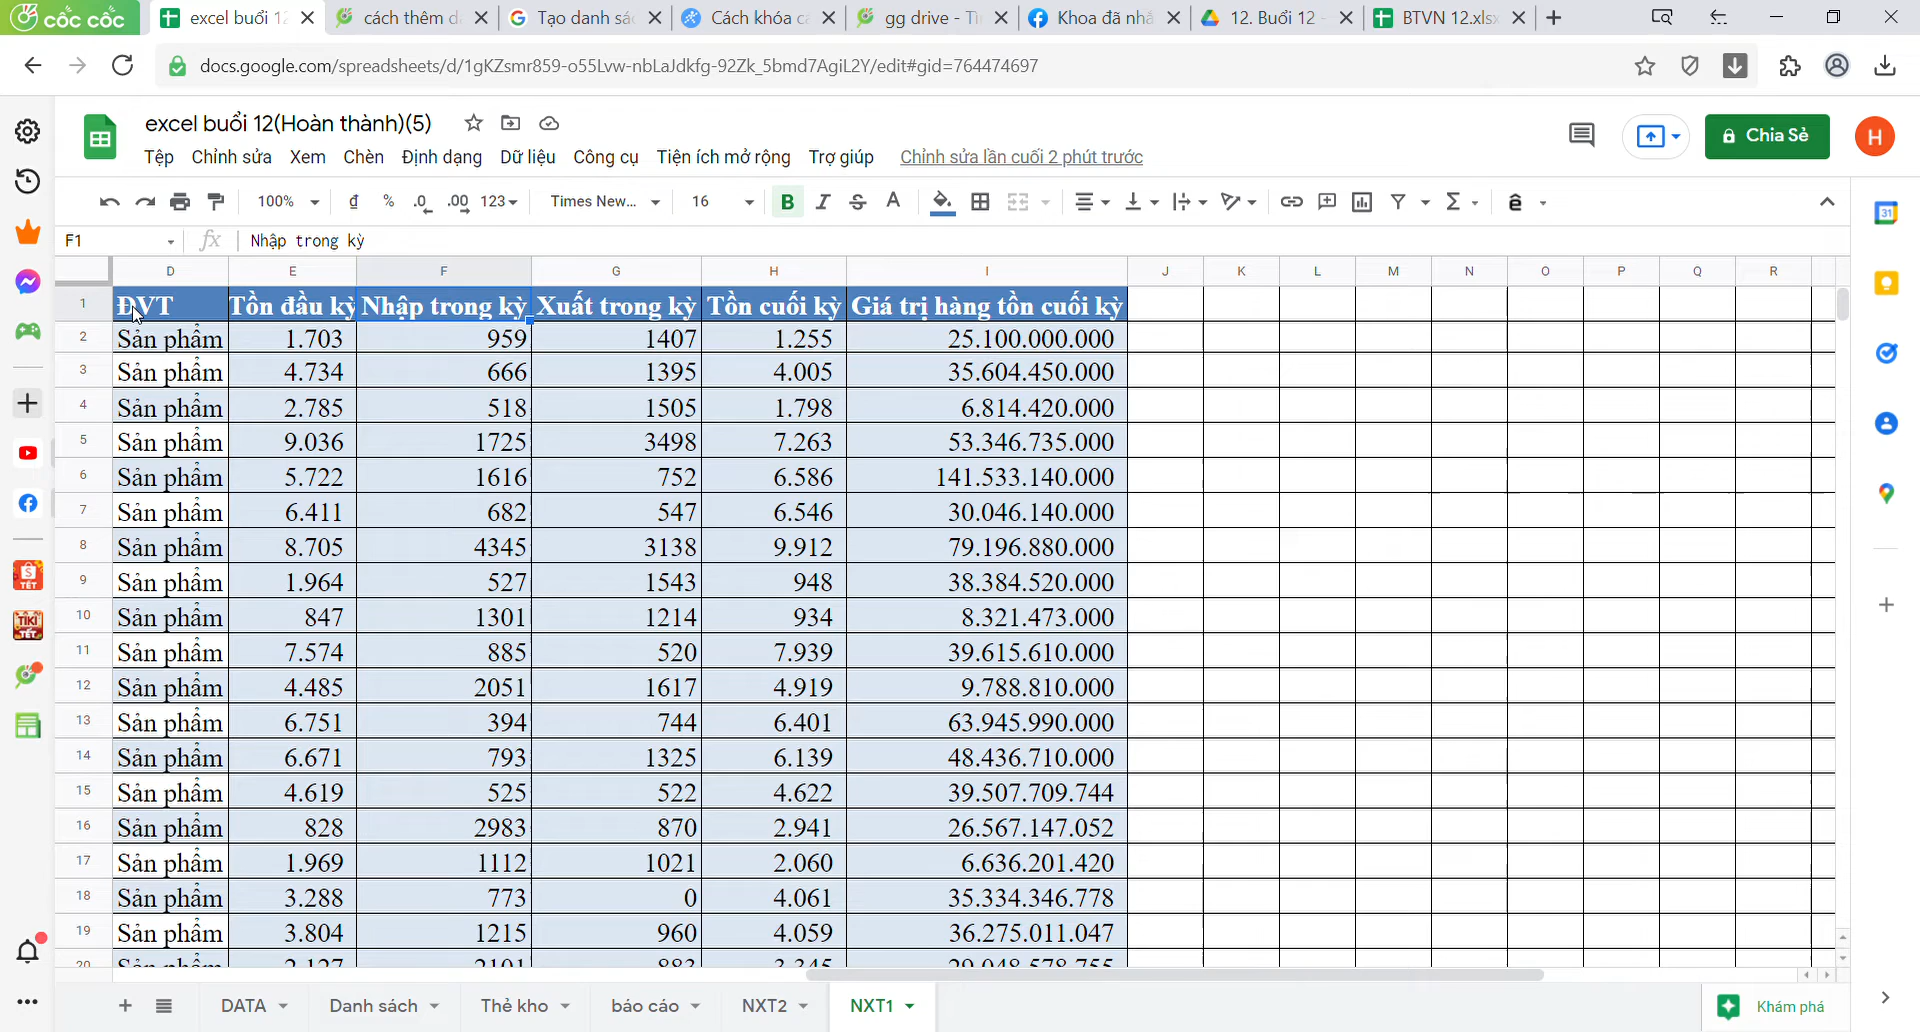 cốc cốc
excel buổi 12
cách thêm d
Tạo danh sá
Cách khóa c
gg drive - Tì
Khoa đã nhắ
12. Buổi 12 -
BTVN 12.xlsx
docs.google.com/spreadsheets/d/1gKZsmr859-o55Lvw-nbLaJdkfg-92Zk_5bmd7AgiL2Y/edit#gid=764474697
excel buổi 12(Hoàn thành)(5)
Chia Sẻ
H
Tệp Chỉnh sửa Xem Chèn Định dạng Dữ liệu Công cụ Tiện ích mở rộng Trợ giúp Chỉnh sửa lần cuối 2 phút trước
100% ₫ % .0 .00 123 Times New... 16 B I S A Σ ê
31
F1 fx Nhập trong kỳ
D E F G H I J K L M N O P Q R
1 ĐVT Tồn đầu kỳ Nhập trong kỳ Xuất trong kỳ Tồn cuối kỳ Giá trị hàng tồn cuối kỳ
2 Sản phẩm 1.703 959 1407 1.255 25.100.000.000
3 Sản phẩm 4.734 666 1395 4.005 35.604.450.000
4 Sản phẩm 2.785 518 1505 1.798 6.814.420.000
5 Sản phẩm 9.036 1725 3498 7.263 53.346.735.000
6 Sản phẩm 5.722 1616 752 6.586 141.533.140.000
7 Sản phẩm 6.411 682 547 6.546 30.046.140.000
8 Sản phẩm 8.705 4345 3138 9.912 79.196.880.000
9 Sản phẩm 1.964 527 1543 948 38.384.520.000
10 Sản phẩm 847 1301 1214 934 8.321.473.000
11 Sản phẩm 7.574 885 520 7.939 39.615.610.000
12 Sản phẩm 4.485 2051 1617 4.919 9.788.810.000
13 Sản phẩm 6.751 394 744 6.401 63.945.990.000
14 Sản phẩm 6.671 793 1325 6.139 48.436.710.000
15 Sản phẩm 4.619 525 522 4.622 39.507.709.744
16 Sản phẩm 828 2983 870 2.941 26.567.147.052
17 Sản phẩm 1.969 1112 1021 2.060 6.636.201.420
18 Sản phẩm 3.288 773 0 4.061 35.334.346.778
19 Sản phẩm 3.804 1215 960 4.059 36.275.011.047
20 Sản phẩm 2.127 2101 883 3.345 29.048.578.755
TẾT
TIKI
TẾT
DATA Danh sách Thẻ kho báo cáo NXT2 NXT1
Khám phá